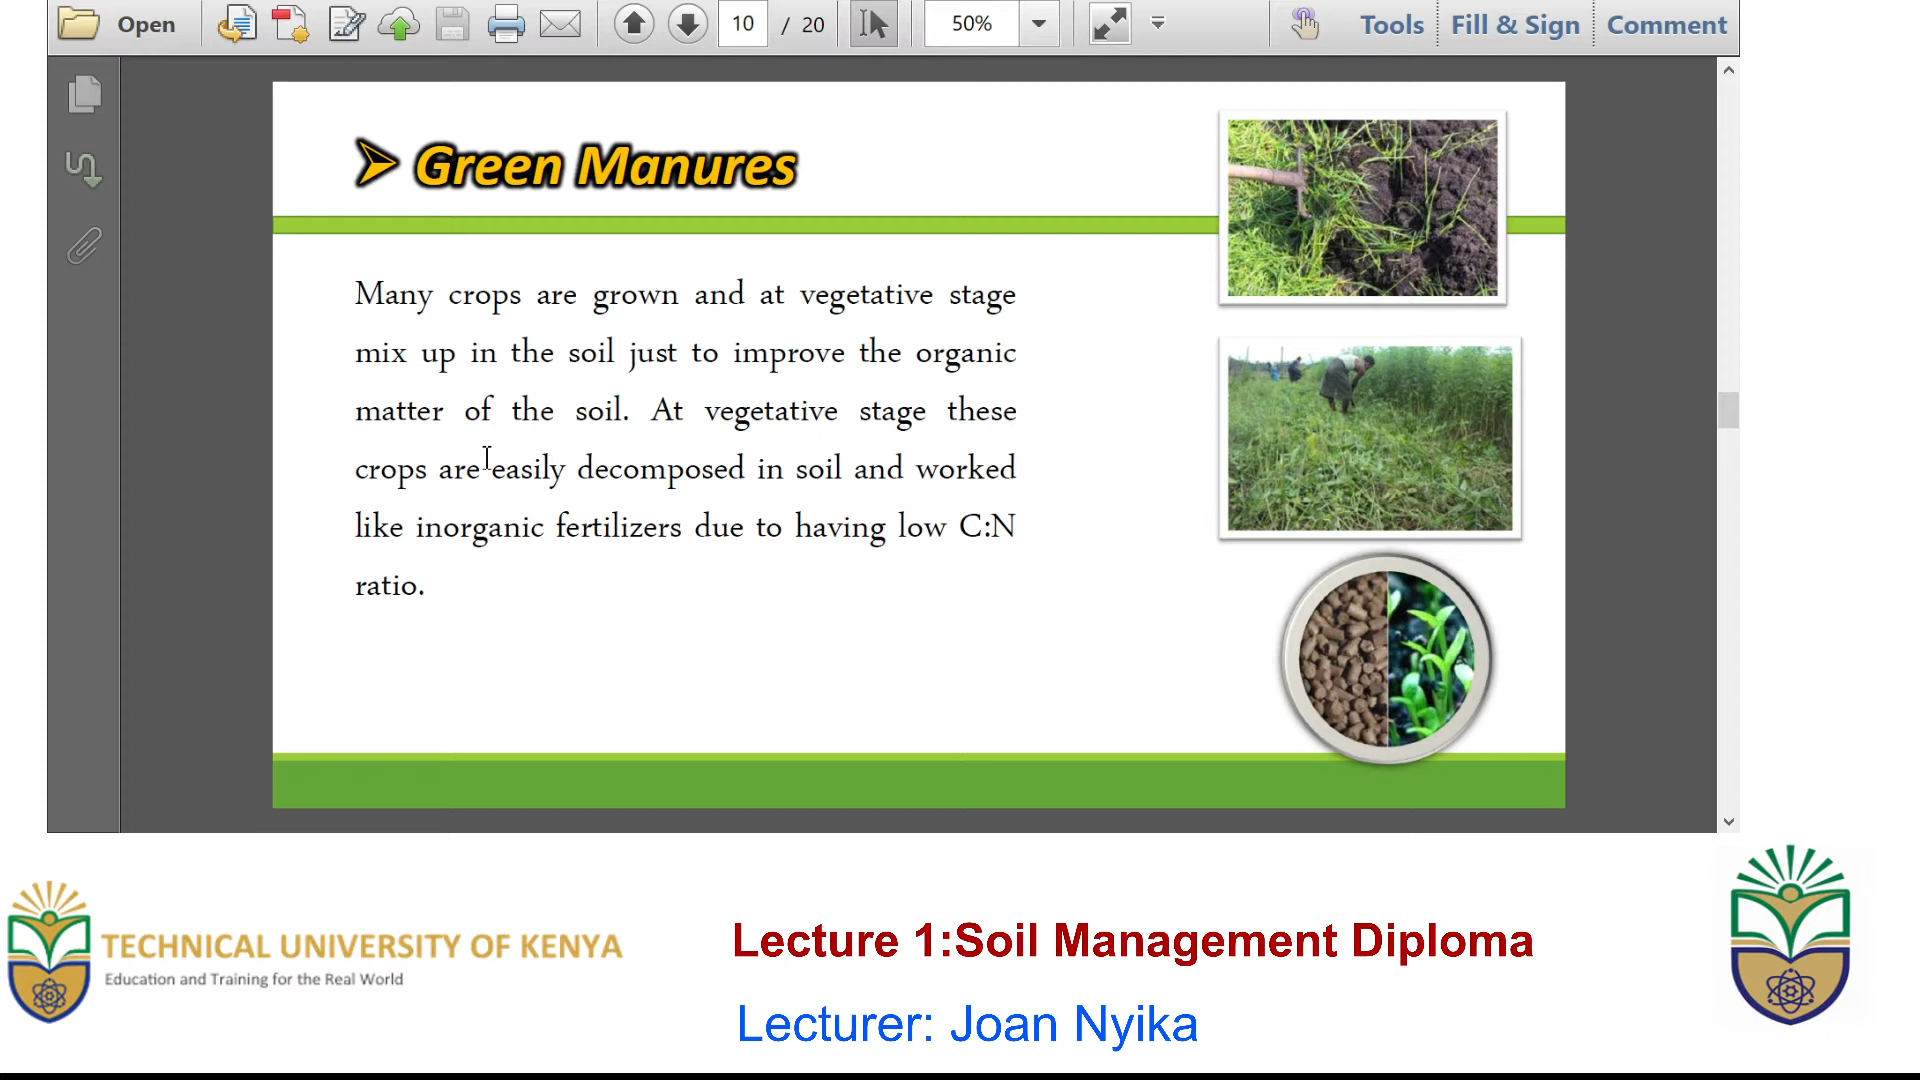 Open
10 / 20
50%
Tools
Fill & Sign
Comment
Green Manures
Many crops are grown and at vegetative stage
mix up in the soil just to improve the organic
matter of the soil. At vegetative stage these
crops are easily decomposed in soil and worked
like inorganic fertilizers due to having low C:N
ratio.
TECHNICAL UNIVERSITY OF KENYA
Education and Training for the Real World
Lecture 1:Soil Management Diploma
Lecturer: Joan Nyika